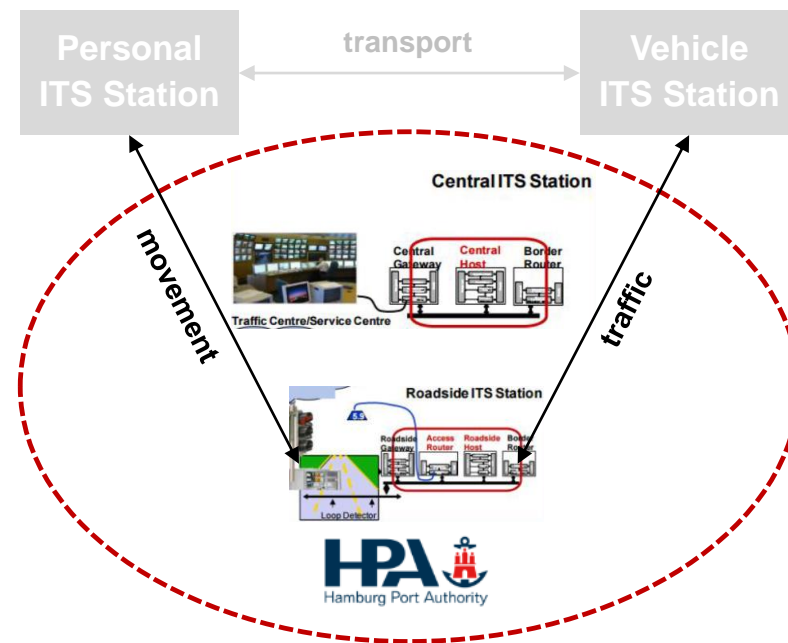 Personal
ITS Station
transport
Vehicle
ITS Station
Central ITS Station
movement
traffic
Central
Gateway
Central
Host
Border
Router
Traffic Centre/Service Centre
Roadside ITS Station
5.9
Roadside
Gateway
Access
Router
Roadside
Host
Border
Router
Loop Detector
HPA
Hamburg Port Authority